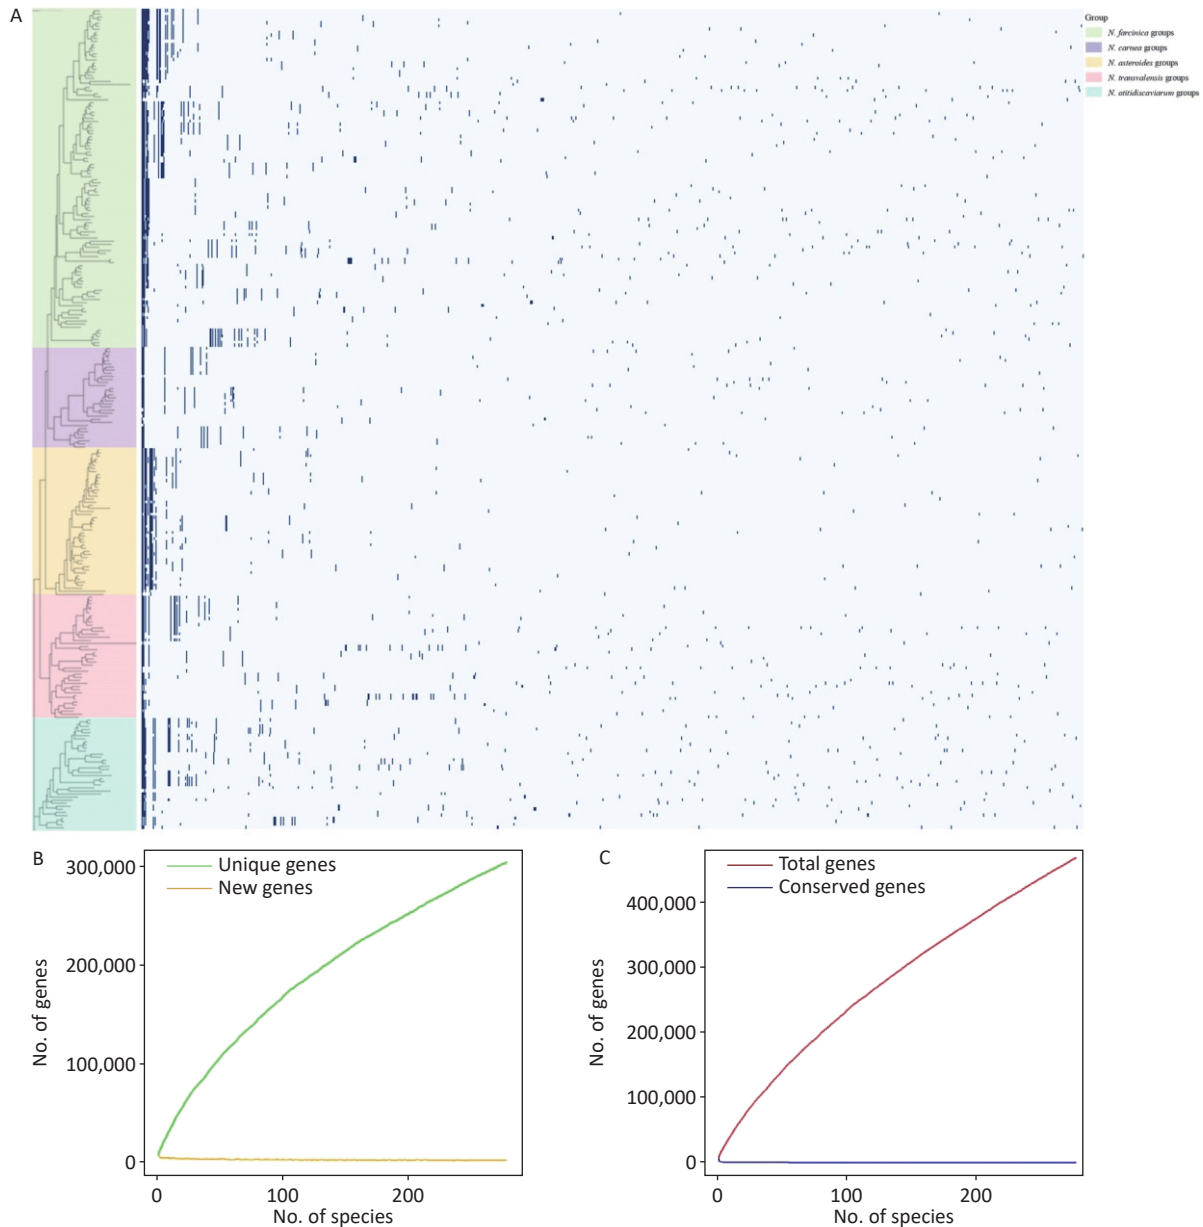 A
Group
N. farcinica groups
N. carnea groups
N. asteroides groups
N. transvalensis groups
N. otitidiscaviarum groups
B
Unique genes
New genes
No. of genes
300,000
200,000
100,000
0
0 100 200
No. of species
C
Total genes
Conserved genes
No. of genes
400,000
300,000
200,000
100,000
0
0 100 200
No. of species